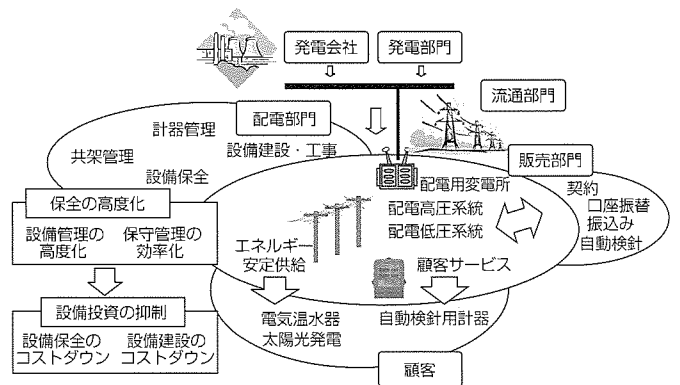 発電会社
発電部門
流通部門
配電部門
計器管理
設備建設・工事
共架管理
設備保全
販売部門
配電用変電所
契約
口座振替
振込み
自動検針
保全の高度化
設備管理の
高度化
保守管理の
効率化
配電高圧系統
配電低圧系統
エネルギー
安定供給
顧客サービス
設備投資の抑制
設備保全の
コストダウン
設備建設の
コストダウン
電気温水器
太陽光発電
自動検針用計器
顧客